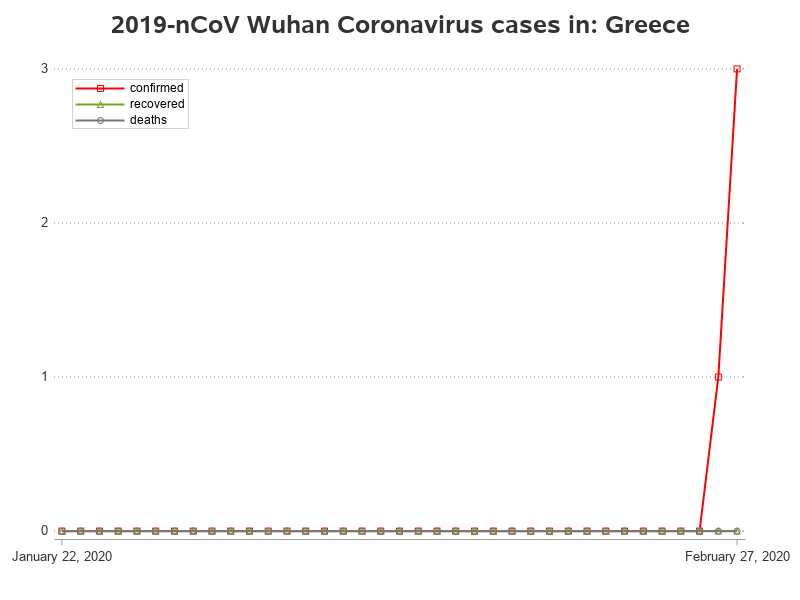 2019-nCoV Wuhan Coronavirus cases in: Greece
3
confirmed
recovered
deaths
2
1
0
January 22, 2020
February 27, 2020